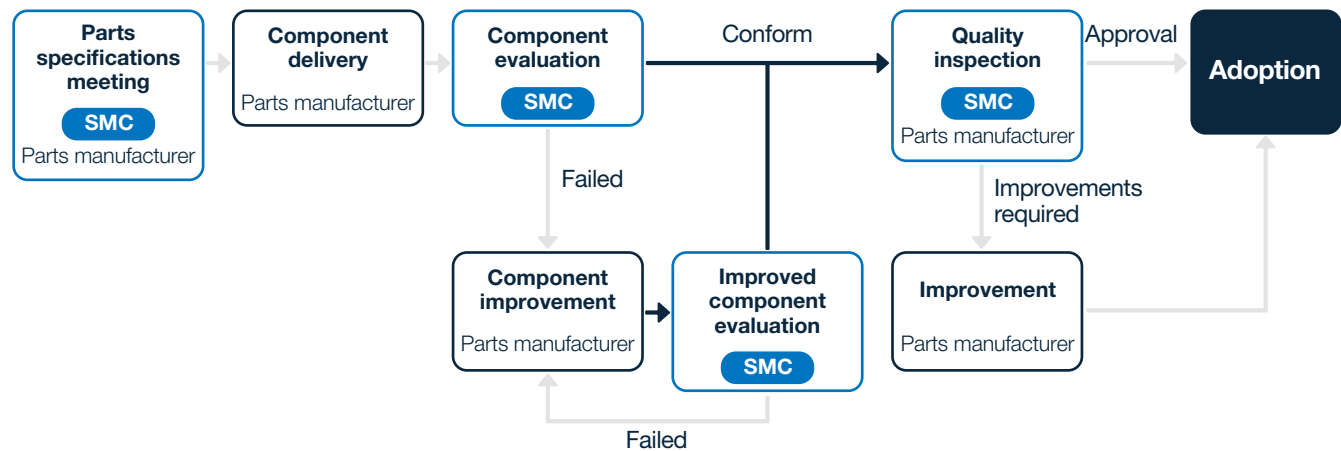 Parts
specifications
meeting
SMC
Parts manufacturer
Component
delivery
Parts manufacturer
Component
evaluation
SMC
Conform
Quality
inspection
SMC
Parts manufacturer
Approval
Adoption
Failed
Improvements
required
Component
improvement
Parts manufacturer
Improved
component
evaluation
SMC
Improvement
Parts manufacturer
Failed